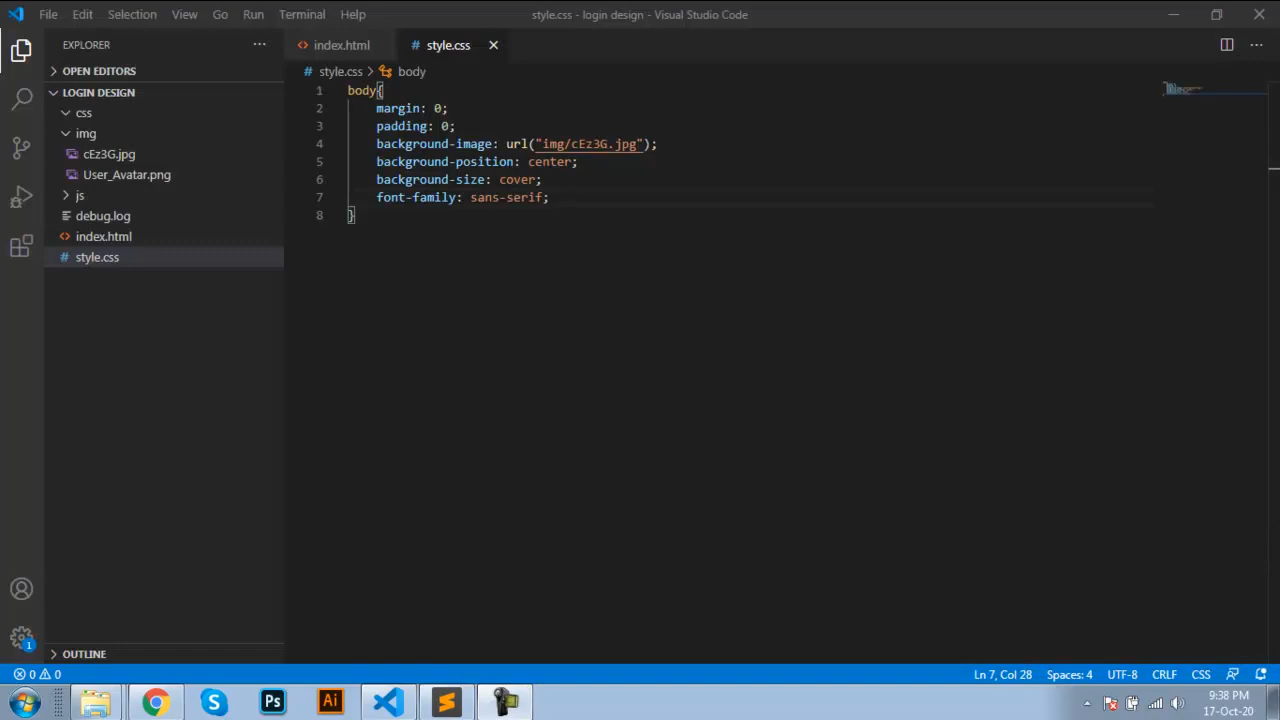 File Edit Selection View Go Run Terminal Help style.css - login design - Visual Studio Code
EXPLORER
index.html
# style.css
OPEN EDITORS
# style.css > body
LOGIN DESIGN
css
img
cEz3G.jpg
User_Avatar.png
js
debug.log
index.html
# style.css
1 body{
2 margin: 0;
3 padding: 0;
4 background-image: url("img/cEz3G.jpg");
5 background-position: center;
6 background-size: cover;
7 font-family: sans-serif;
8 }
1
OUTLINE
0 0 Ln 7, Col 28 Spaces: 4 UTF-8 CRLF CSS
S Ps Ai
9:38 PM
17-Oct-20